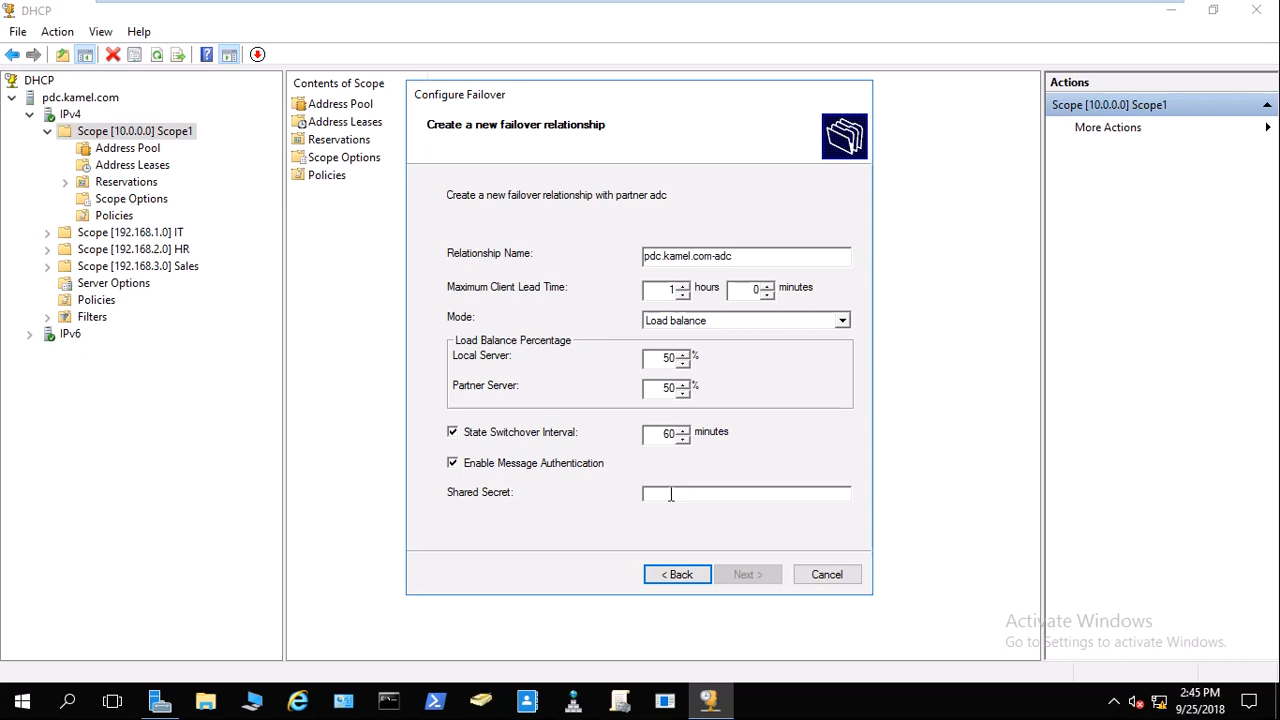 DHCP
File Action View Help
DHCP
pdc.kamel.com
IPv4
Scope [10.0.0.0] Scope1
Address Pool
Address Leases
Reservations
Scope Options
Policies
Scope [192.168.1.0] IT
Scope [192.168.2.0] HR
Scope [192.168.3.0] Sales
Server Options
Policies
Filters
IPv6
Contents of Scope
Address Pool
Address Leases
Reservations
Scope Options
Policies
Configure Failover
Create a new failover relationship
Create a new failover relationship with partner adc
Relationship Name: pdc.kamel.com-adc
Maximum Client Lead Time: 1 hours 0 minutes
Mode: Load balance
Load Balance Percentage
Local Server: 50 %
Partner Server: 50 %
State Switchover Interval: 60 minutes
Enable Message Authentication
Shared Secret:
< Back Next > Cancel
Actions
Scope [10.0.0.0] Scope1
More Actions
Activate Windows
Go to Settings to activate Windows.
2:45 PM
9/25/2018